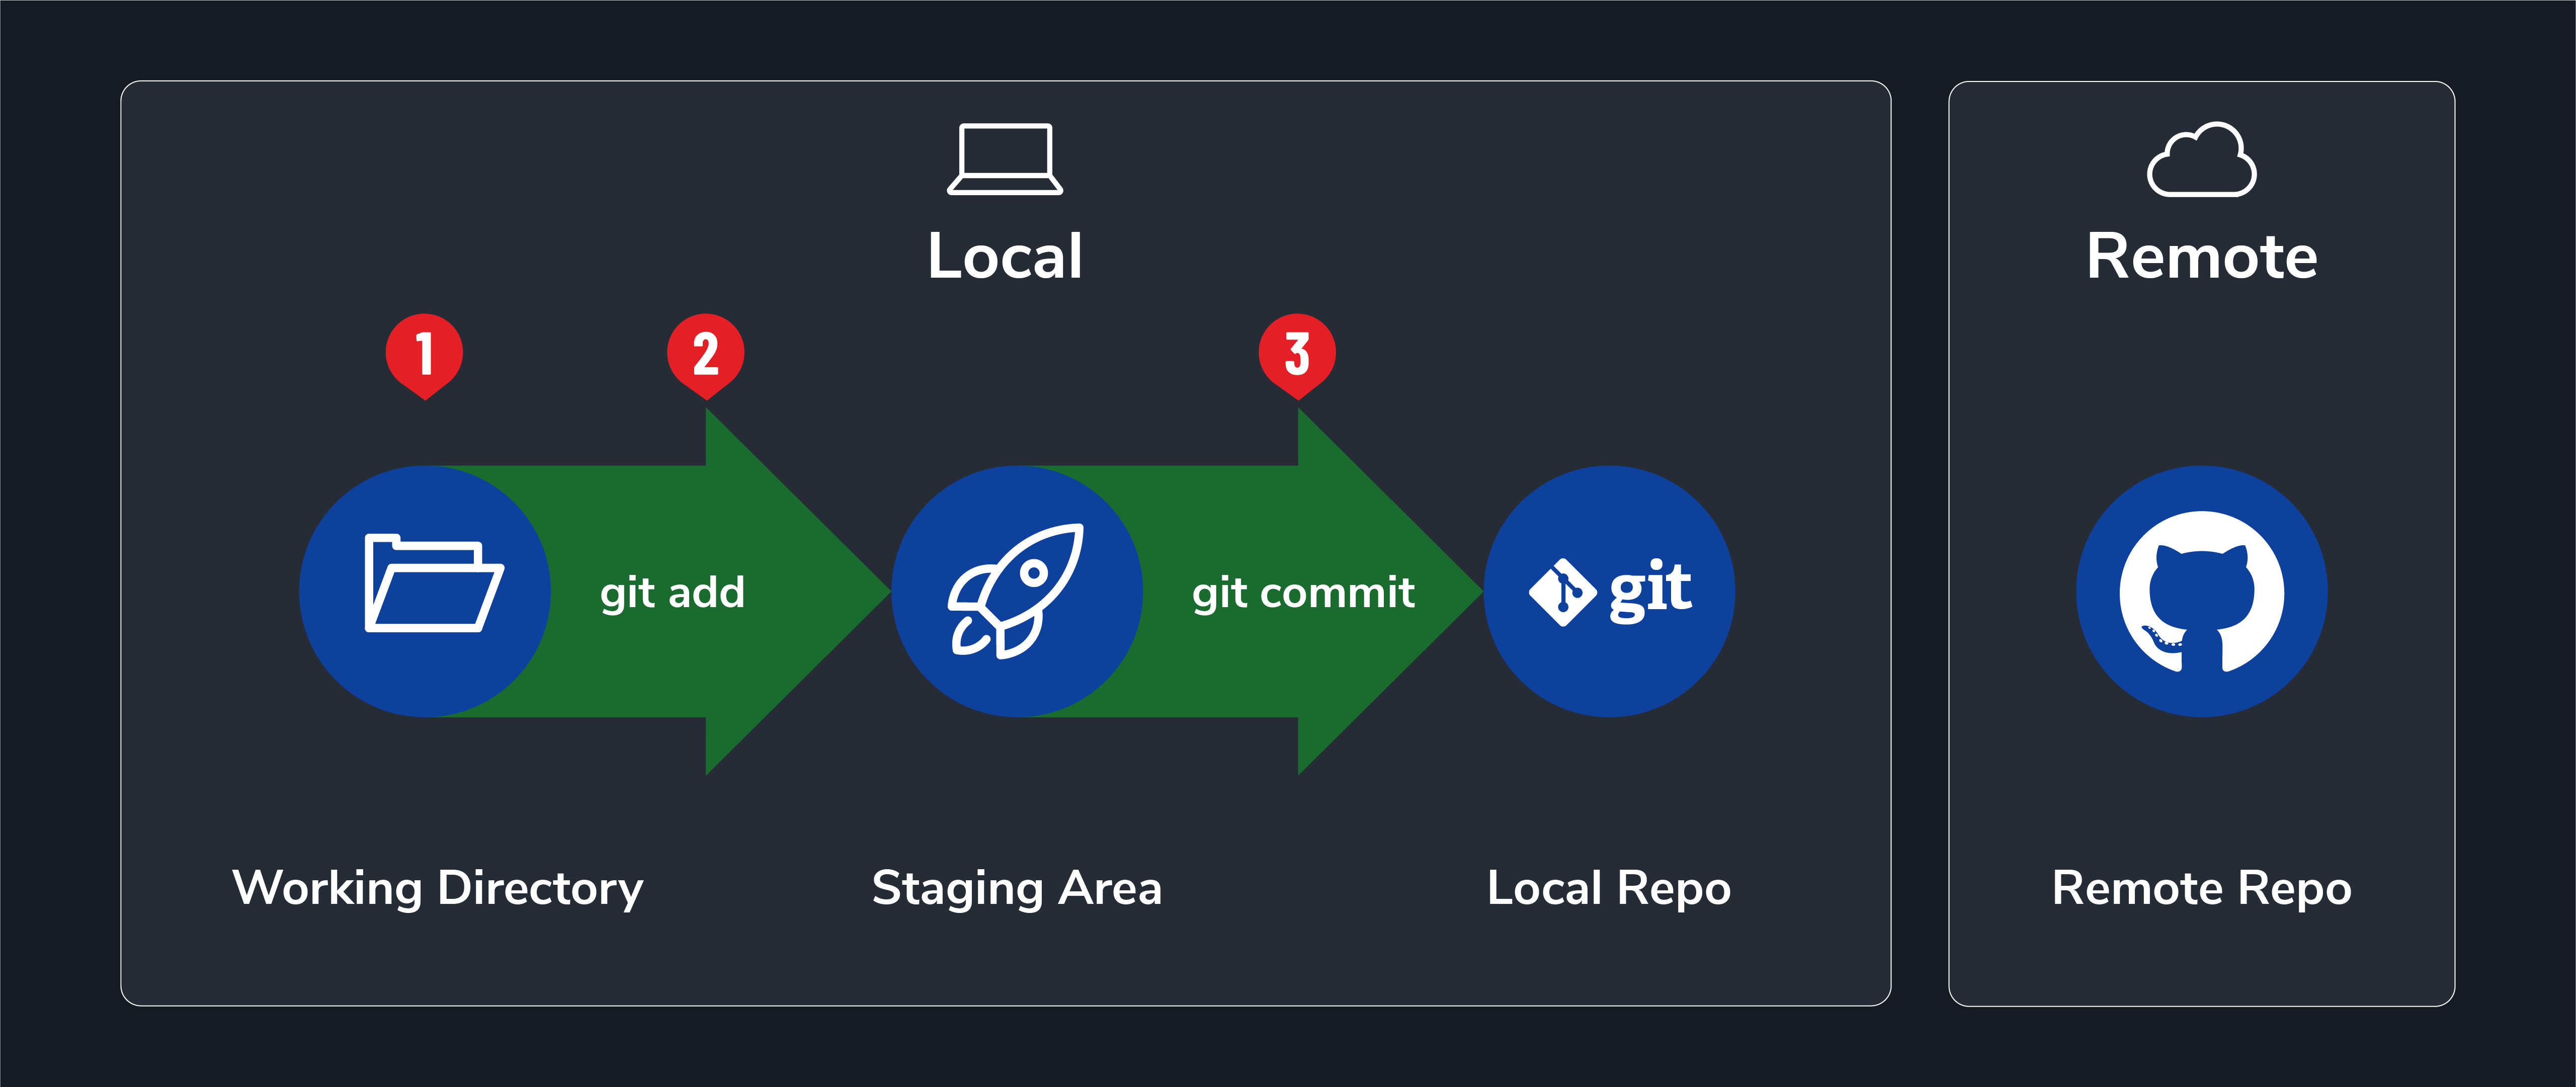 Local
Remote
1
2
3
git add
git commit
git
Working Directory
Staging Area
Local Repo
Remote Repo